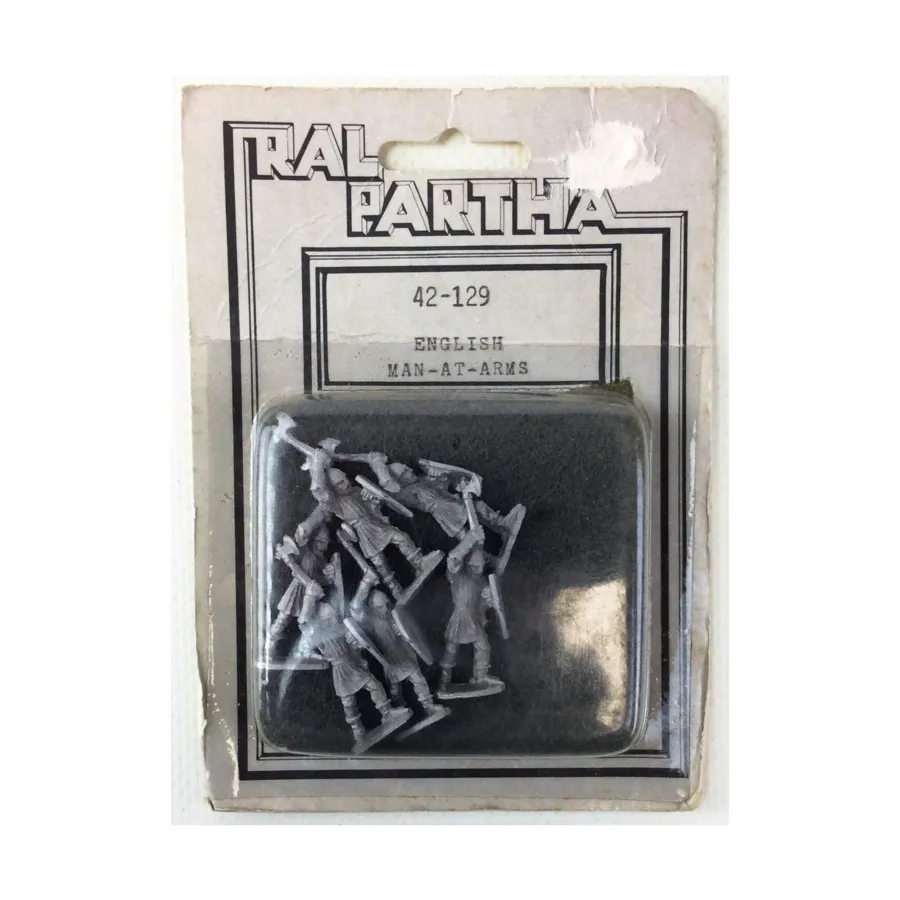 RAL
PARTHA
42-129
ENGLISH
MAN-AT-ARMS